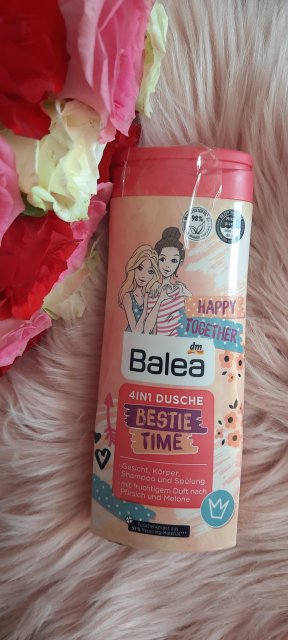 98%
HAPPY
TOGETHER
dm
Balea
4IN1 DUSCHE
BESTIE
TIME
- Gesicht, Körper,
Shampoo und Spülung
- mit fruchtigem Duft nach
Pfirsich und Melone